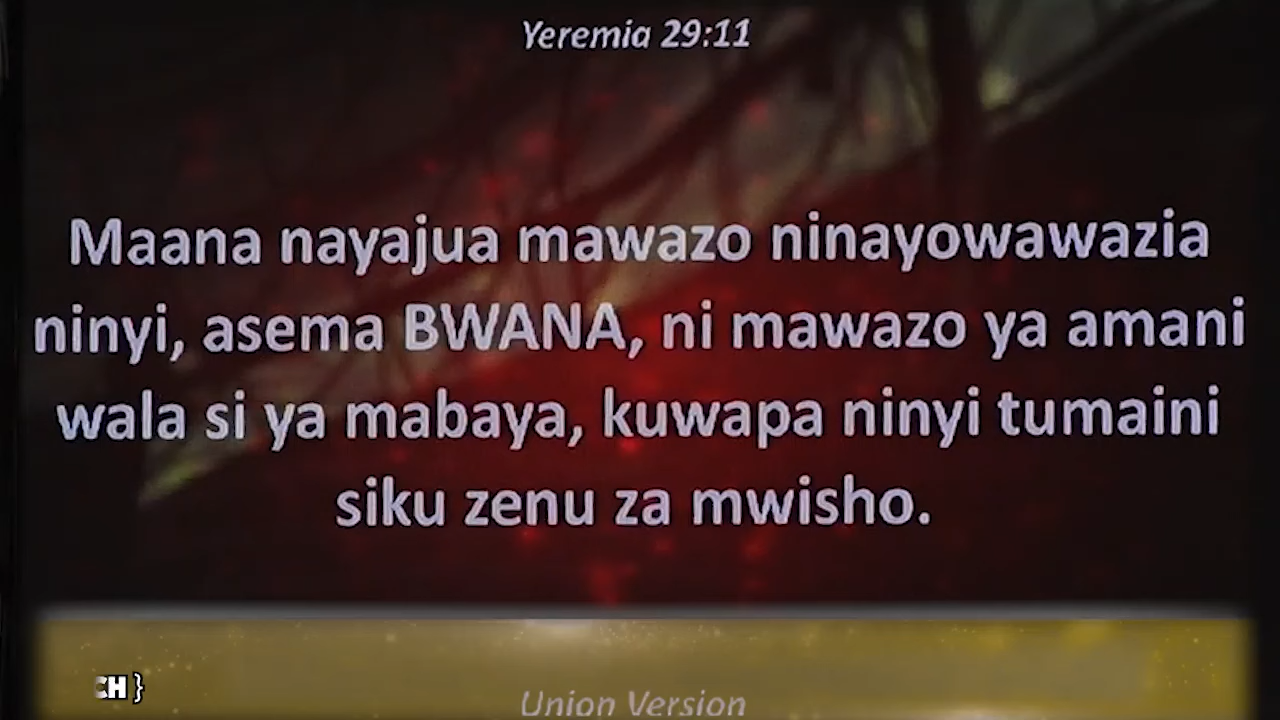 Yeremia 29:11
Maana nayajua mawazo ninayowawazia
ninyi, asema BWANA, ni mawazo ya amani
wala si ya mabaya, kuwapa ninyi tumaini
siku zenu za mwisho.
CH }
Union Version